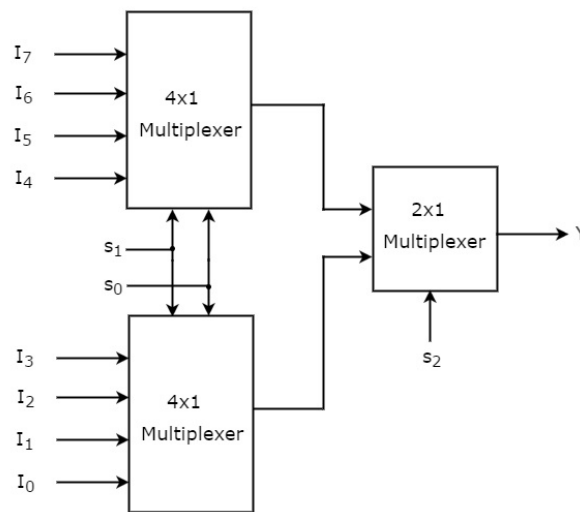 I7
I6
I5
I4
4x1
Multiplexer
s1
s0
I3
I2
I1
I0
4x1
Multiplexer
2x1
Multiplexer
s2
Y